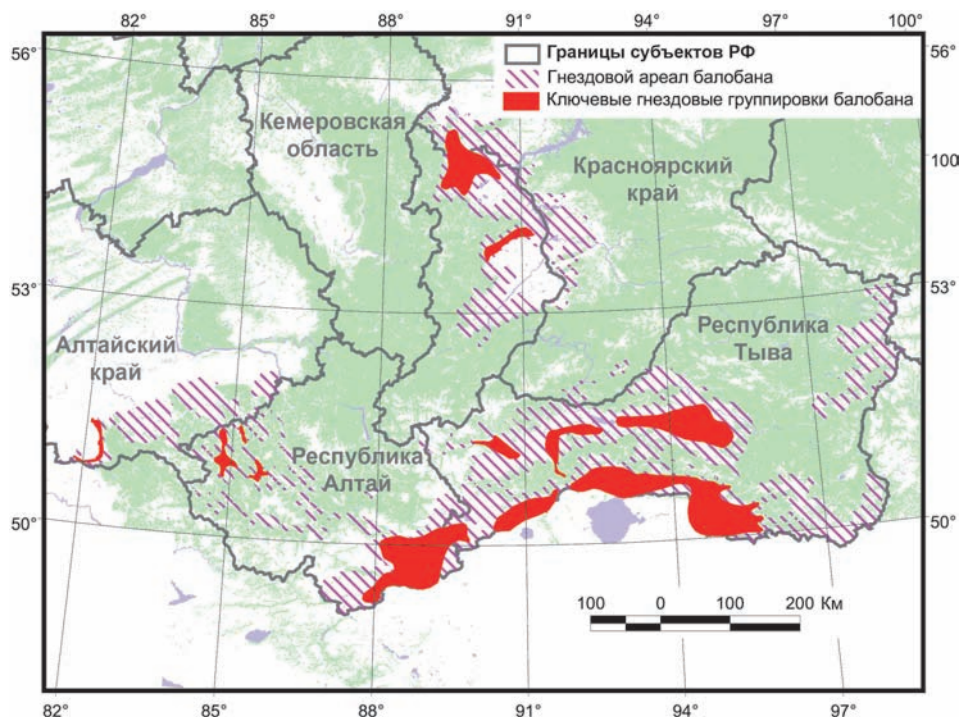 82° 85° 88° 91° 94° 97° 100°
56° 56°
Границы субъектов РФ
Гнездовой ареал балобана
Ключевые гнездовые группировки балобана
Кемеровская
область
Красноярский
край
100
53° 53°
Алтайский
край
Республика
Тыва
Республика
Алтай
50° 50°
100 0 100 200 Км
82° 85° 88° 91° 94° 97°